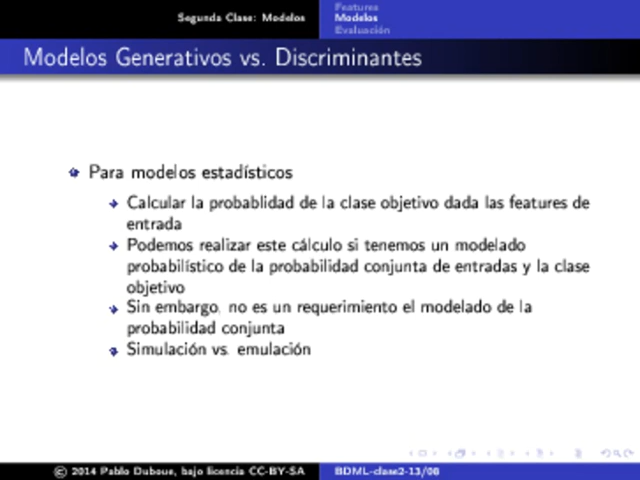 Segunda Clase: Modelos
Features
Modelos
Evaluación
Modelos Generativos vs. Discriminantes
Para modelos estadísticos
Calcular la probablidad de la clase objetivo dada las features de
entrada
Podemos realizar este cálculo si tenemos un modelado
probabilístico de la probabilidad conjunta de entradas y la clase
objetivo
Sin embargo, no es un requerimiento el modelado de la
probabilidad conjunta
Simulación vs. emulación
© 2014 Pablo Duboue, bajo licencia CC-BY-SA
BDML-clase2-13/08